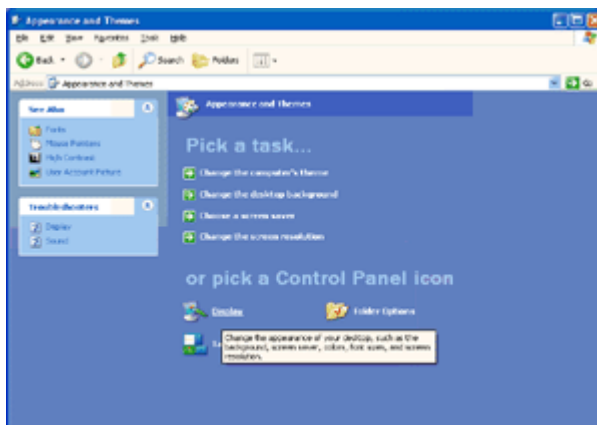 Appearance and Themes
File Edit View Favorites Tools Help
Back Search Folders
Address Appearance and Themes
See Also
Fonts
Mouse Pointers
High Contrast
User Account Picture
Troubleshooters
Display
Sound
Appearance and Themes
Pick a task...
Change the computer's theme
Change the desktop background
Choose a screen saver
Change the screen resolution
or pick a Control Panel icon
Display Folder Options
Change the appearance of your desktop, such as the
background, screen saver, colors, font sizes, and screen
resolution.